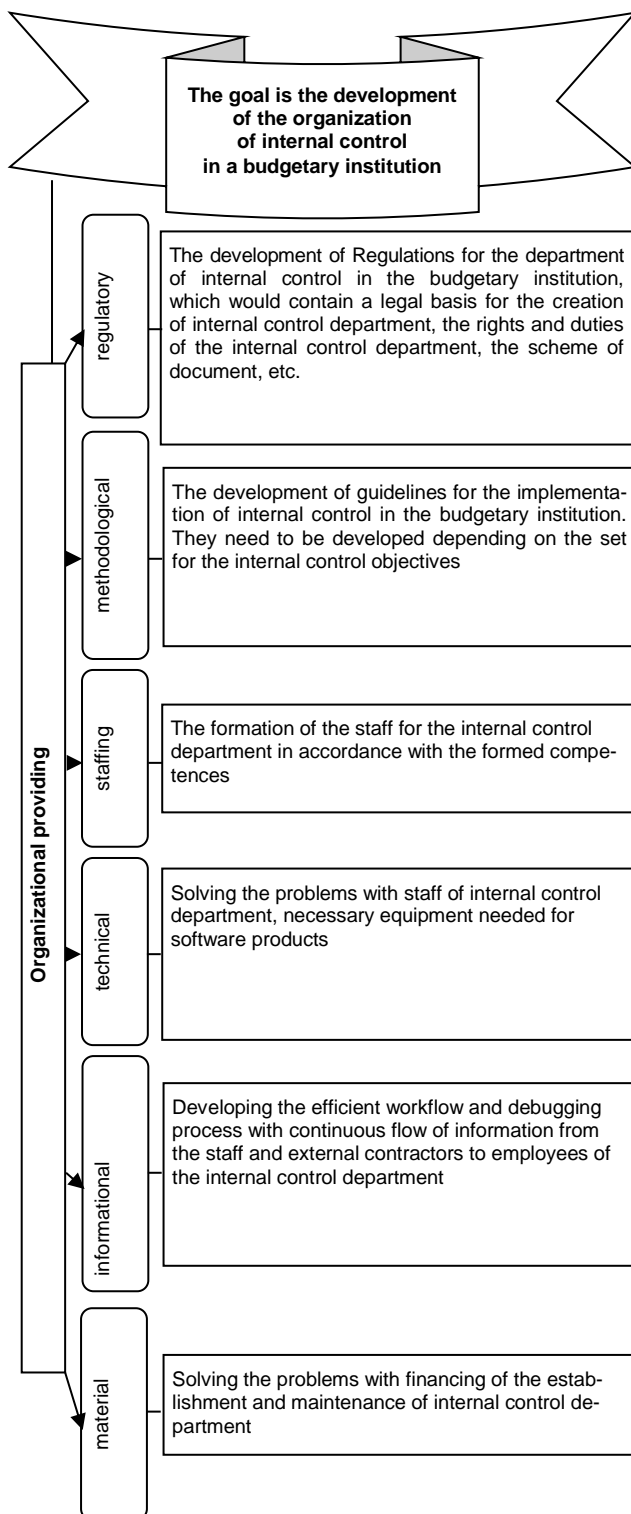 The goal is the development
of the organization
of internal control
in a budgetary institution
Organizational providing
regulatory
The development of Regulations for the department
of internal control in the budgetary institution,
which would contain a legal basis for the creation
of internal control department, the rights and duties
of the internal control department, the scheme of
document, etc.
methodological
The development of guidelines for the implementa-
tion of internal control in the budgetary institution.
They need to be developed depending on the set
for the internal control objectives
staffing
The formation of the staff for the internal control
department in accordance with the formed compe-
tences
technical
Solving the problems with staff of internal control
department, necessary equipment needed for
software products
informational
Developing the efficient workflow and debugging
process with continuous flow of information from
the staff and external contractors to employees of
the internal control department
material
Solving the problems with financing of the estab-
lishment and maintenance of internal control de-
partment